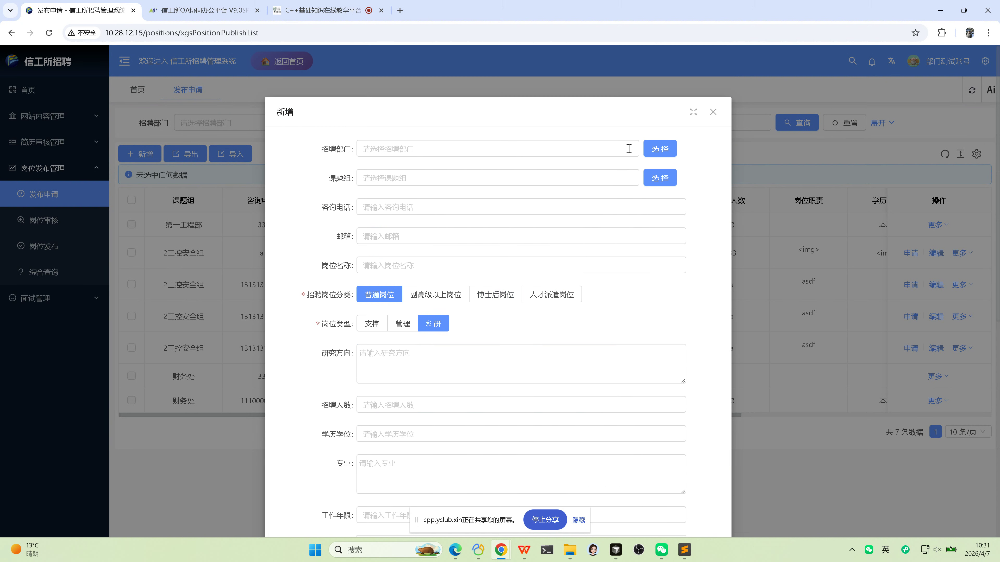 发布申请 - 信工所招聘管理系统
信工所OA协同办公平台 V9.0SP
C++基础知识在线教学平台
不安全
10.28.12.15/positions/xgsPositionPublishList
信工所招聘
欢迎进入 信工所招聘管理系统
返回首页
部门测试账号
首页
网站内容管理
简历审核管理
岗位发布管理
发布申请
岗位审核
岗位发布
综合查询
面试管理
首页
发布申请
Ai
招聘部门:
请选择招聘部门
查询
重置
展开
新增
导出
导入
未选中任何数据
课题组
人数
岗位职责
学历
操作
第一工程部
33
本
更多
2工控安全组
a
<img>
申请
编辑
更多
2工控安全组
131313
asdf
申请
编辑
更多
2工控安全组
131313
asdf
申请
编辑
更多
2工控安全组
131313
asdf
申请
编辑
更多
财务处
33
更多
财务处
更多
共 7 条数据
1
10 条/页
新增
招聘部门:
请选择招聘部门
选 择
课题组:
请选择课题组
选 择
咨询电话:
请输入咨询电话
邮箱:
请输入邮箱
岗位名称:
请输入岗位名称
* 招聘岗位分类:
普通岗位
副高级以上岗位
博士后岗位
人才派遣岗位
* 岗位类型:
支撑
管理
科研
研究方向:
请输入研究方向
招聘人数:
请输入招聘人数
学历学位:
请输入学历学位
专业:
请输入专业
工作年限:
请输入工作年
cpp.yclub.xin正在共享您的屏幕。
停止分享
隐藏
13°C
晴朗
搜索
英
10:31
2026/4/7